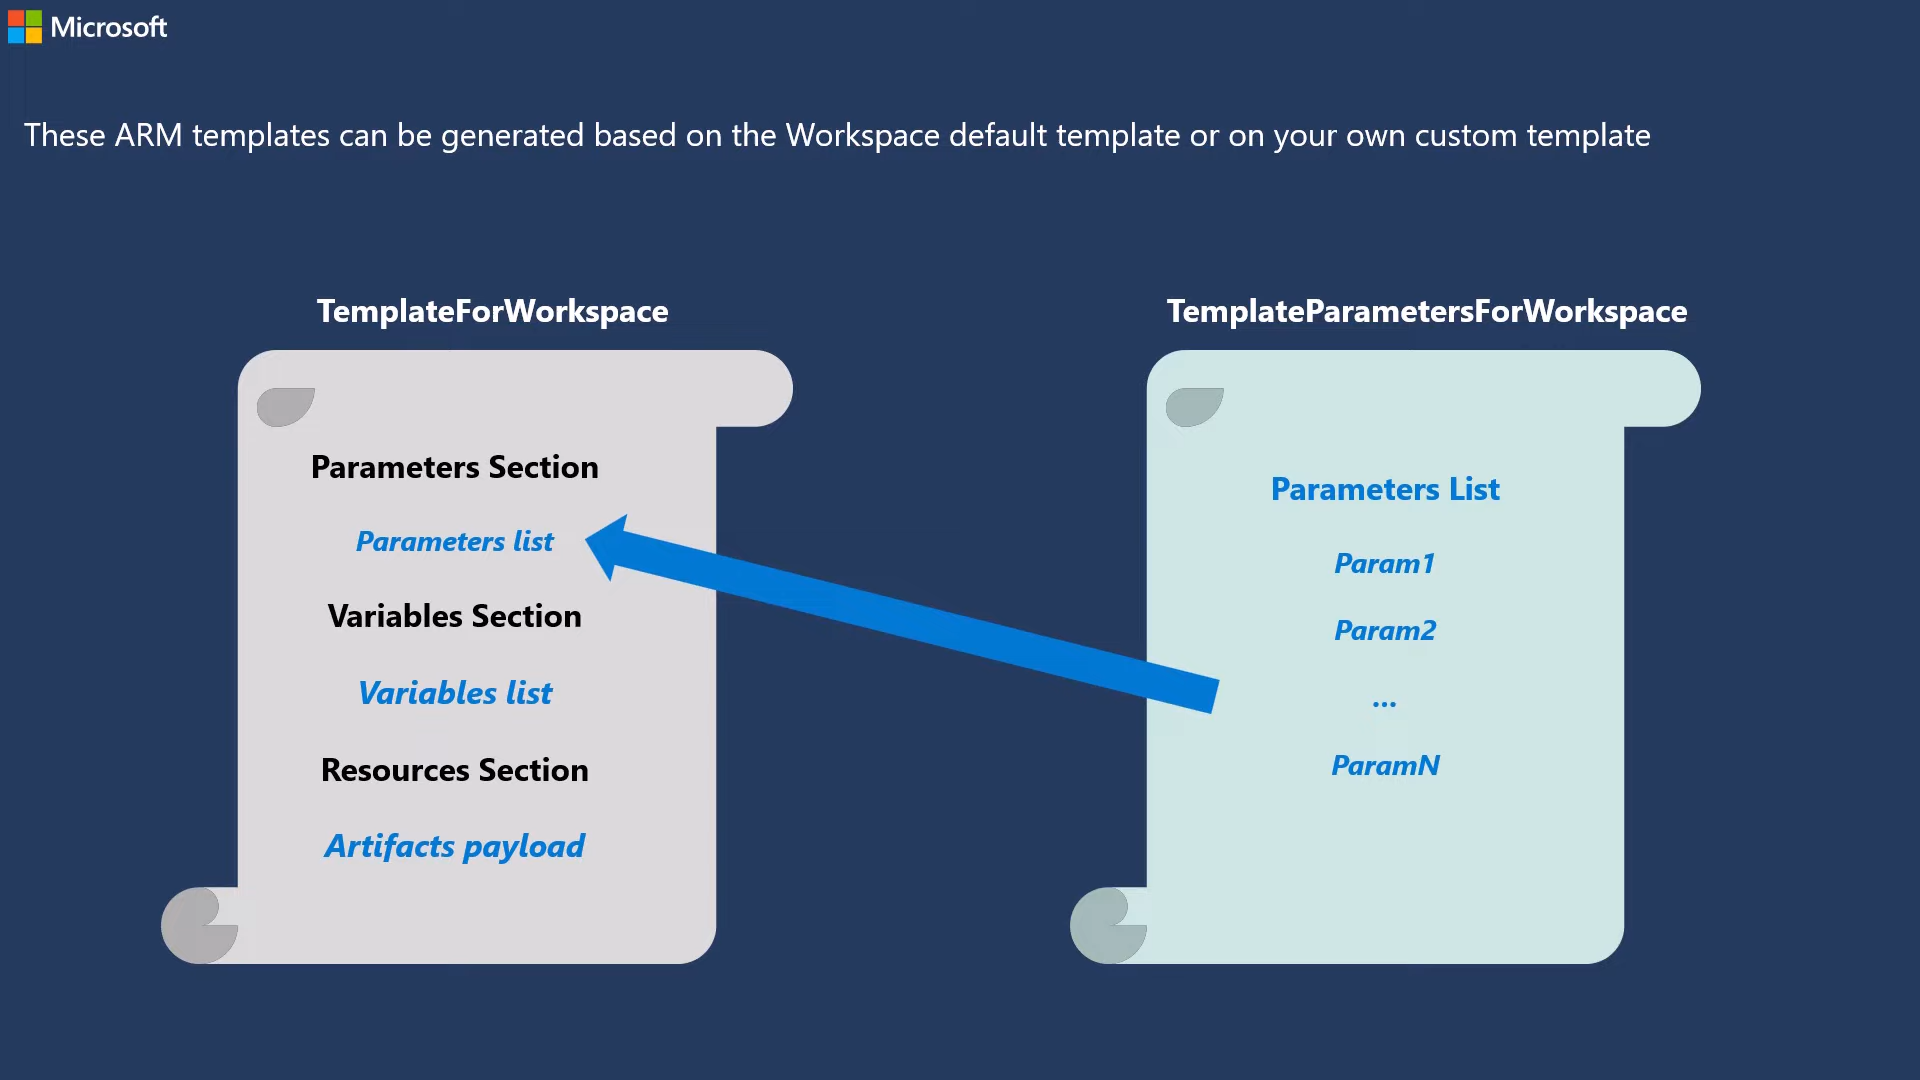 Microsoft
These ARM templates can be generated based on the Workspace default template or on your own custom template
TemplateForWorkspace
Parameters Section
Parameters list
Variables Section
Variables list
Resources Section
Artifacts payload
TemplateParametersForWorkspace
Parameters List
Param1
Param2
...
ParamN